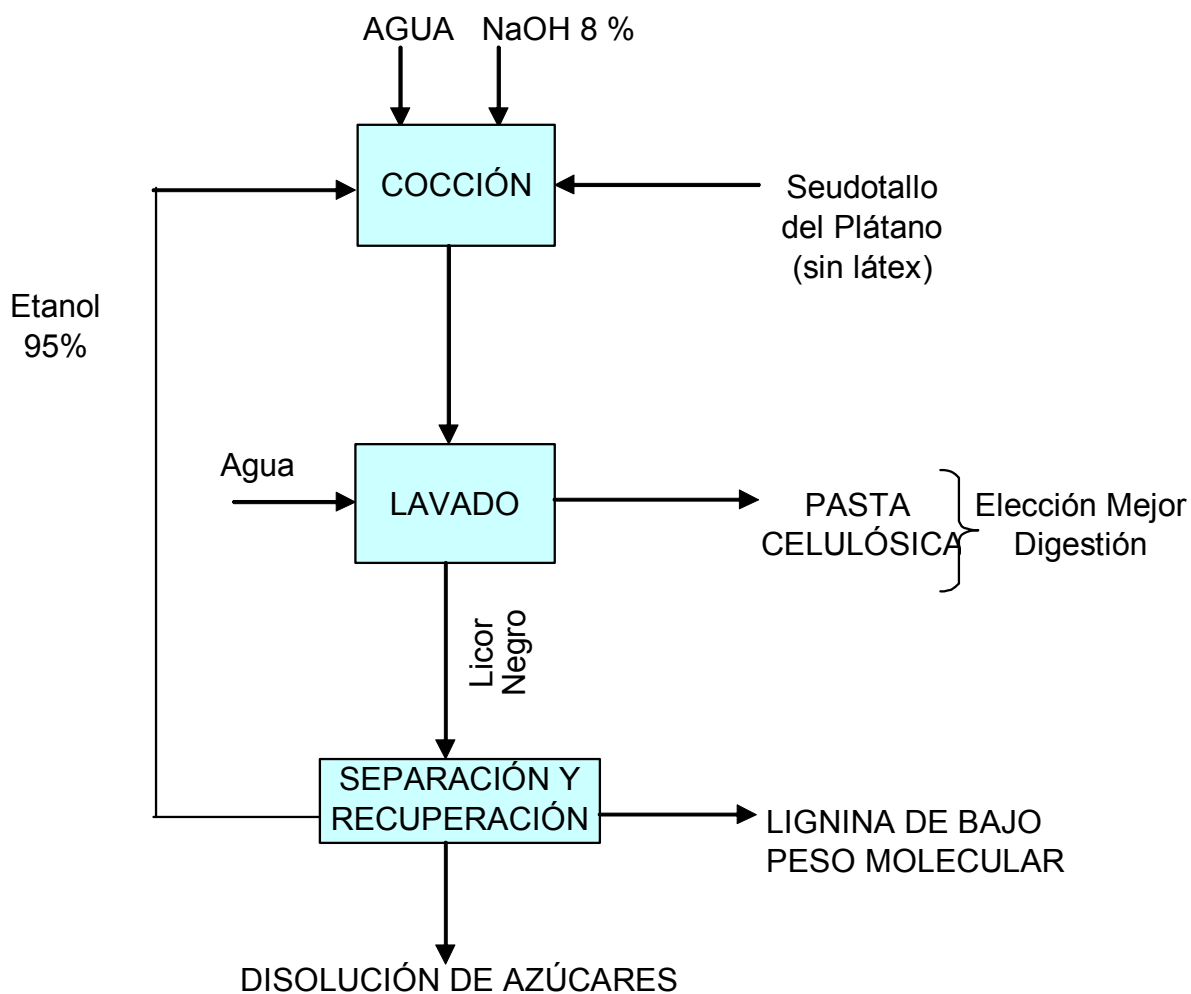 AGUA NaOH 8 %
COCCIÓN
Seudotallo
del Plátano
(sin látex)
Etanol
95%
Agua
LAVADO
PASTA
CELULÓSICA
Elección Mejor
Digestión
Licor
Negro
SEPARACIÓN Y
RECUPERACIÓN
LIGNINA DE BAJO
PESO MOLECULAR
DISOLUCIÓN DE AZÚCARES